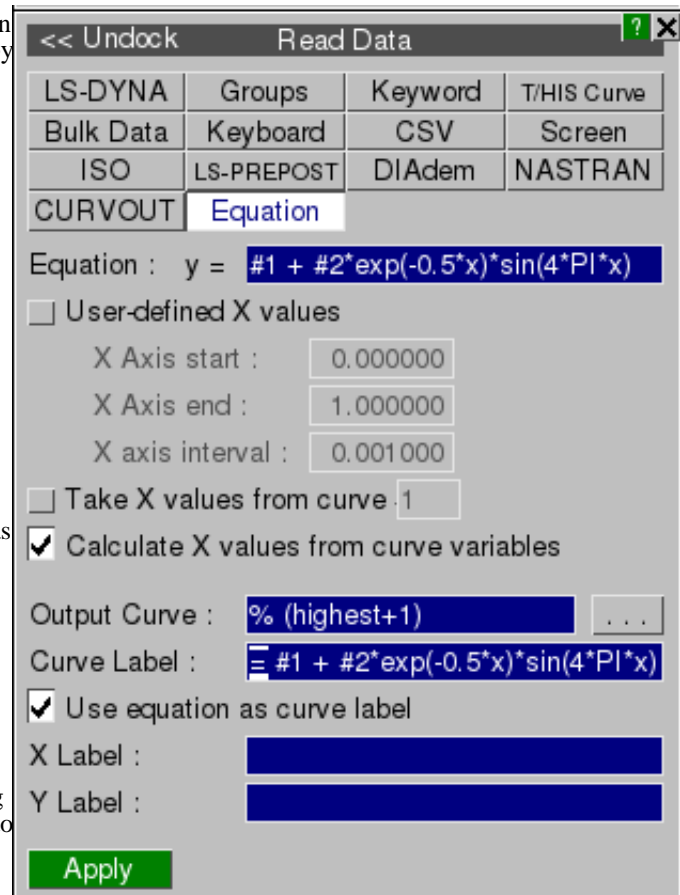 n
y
? X
<< Undock Read Data
LS-DYNA Groups Keyword T/HIS Curve
Bulk Data Keyboard CSV Screen
ISO LS-PREPOST DIAdem NASTRAN
CURVOUT Equation
Equation : y = #1 + #2*exp(-0.5*x)*sin(4*PI*x)
User-defined X values
X Axis start : 0.000000
X Axis end : 1.000000
X axis interval : 0.001000
Take X values from curve 1
s
Calculate X values from curve variables
Output Curve : % (highest+1) ...
Curve Label : = #1 + #2*exp(-0.5*x)*sin(4*PI*x)
Use equation as curve label
X Label :
g
Y Label :
o
Apply